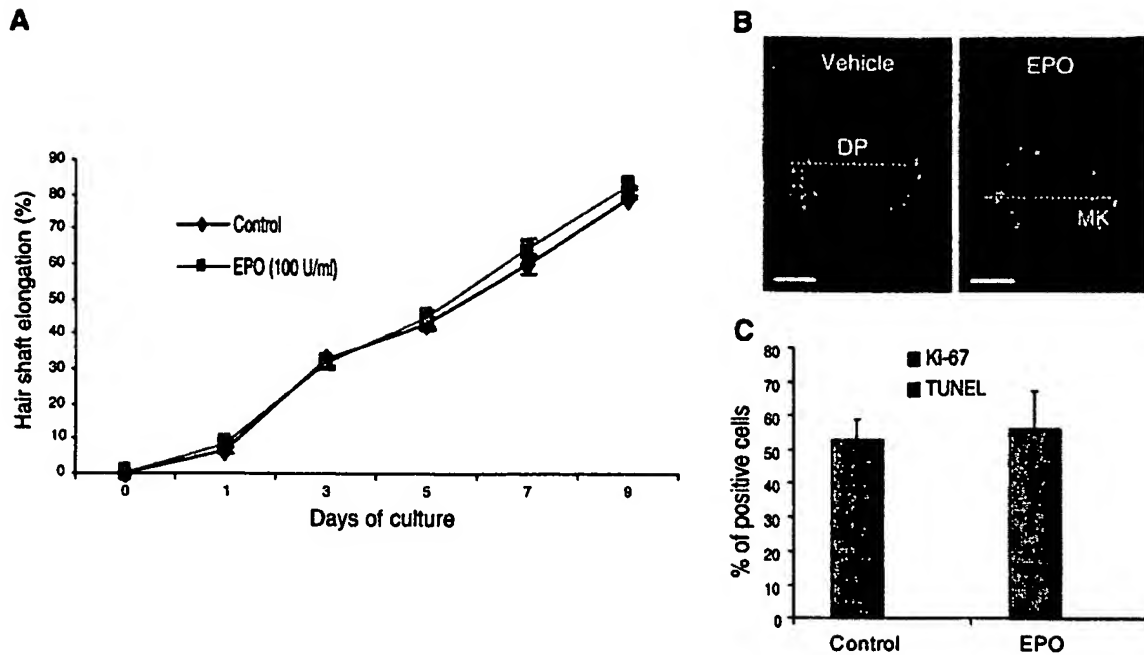 A
Hair shaft elongation (%)
90
80
70
60
50
40
30
20
10
0
Control
EPO (100 U/ml)
0 1 3 5 7 9
Days of culture
B
Vehicle
DP
EPO
MK
C
% of positive cells
80
70
60
50
40
30
20
10
0
Ki-67
TUNEL
Control EPO